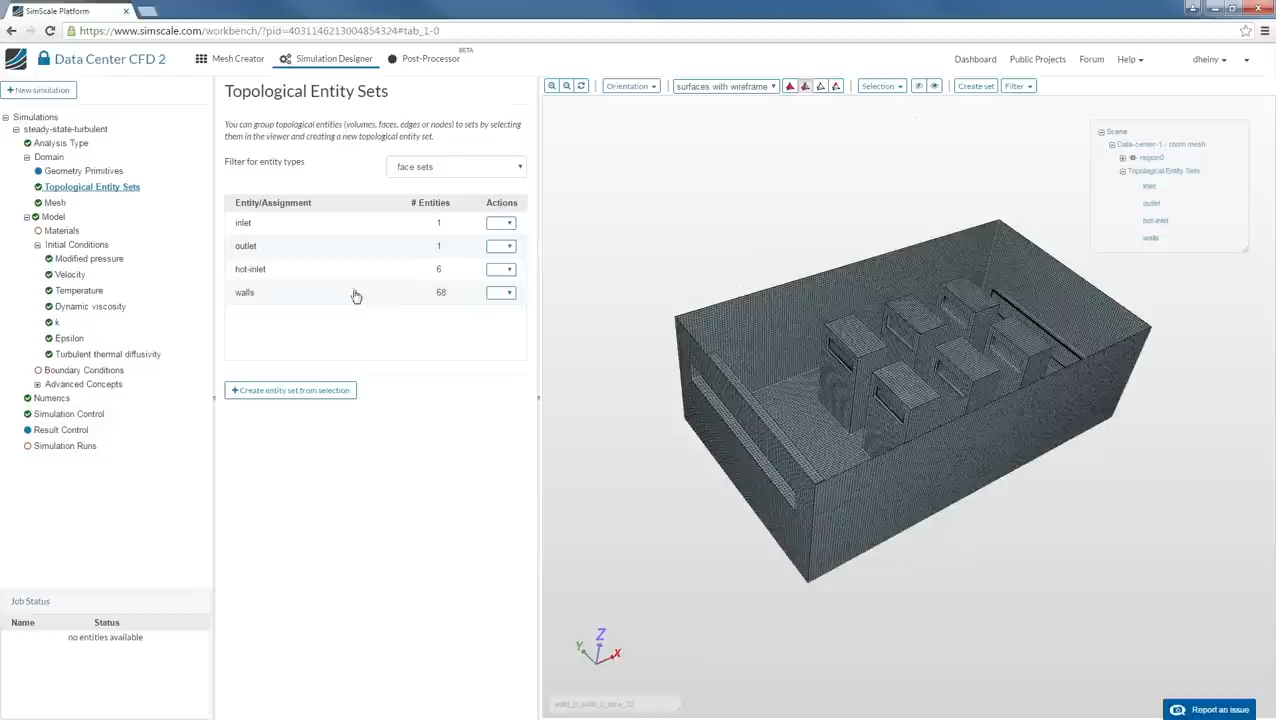 SimScale Platform
https://www.simscale.com/workbench/?pid=4031146213004854324#tab_1-0
Data Center CFD 2
Mesh Creator
Simulation Designer
Post-Processor
BETA
Dashboard
Public Projects
Forum
Help
dheiny
New simulation
Simulations
steady-state-turbulent
Analysis Type
Domain
Geometry Primitives
Topological Entity Sets
Mesh
Model
Materials
Initial Conditions
Modified pressure
Velocity
Temperature
Dynamic viscosity
k
Epsilon
Turbulent thermal diffusivity
Boundary Conditions
Advanced Concepts
Numerics
Simulation Control
Result Control
Simulation Runs
Job Status
Name Status
no entities available
Topological Entity Sets
You can group topological entities (volumes, faces, edges or nodes) to sets by selecting
them in the viewer and creating a new topological entity set.
Filter for entity types
face sets
Entity/Assignment # Entities Actions
inlet 1
outlet 1
hot-inlet 6
walls 68
Create entity set from selection
Orientation
surfaces with wireframe
Selection
Create set
Filter
Scene
Data-center-1 - room mesh
region0
Topological Entity Sets
inlet
outlet
hot-inlet
walls
Z
Y
X
Report an issue